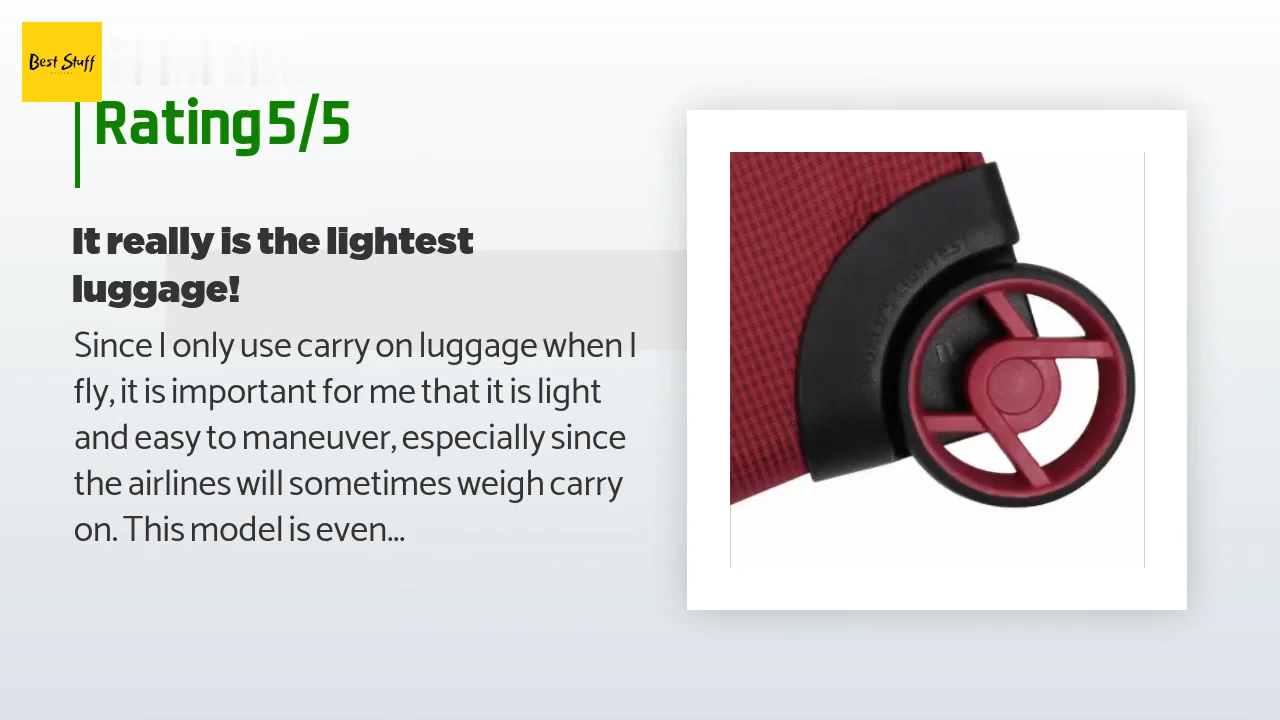 Best Stuff
Rating 5/5
It really is the lightest
luggage!
Since I only use carry on luggage when I
fly, it is important for me that it is light
and easy to maneuver, especially since
the airlines will sometimes weigh carry
on. This model is even...